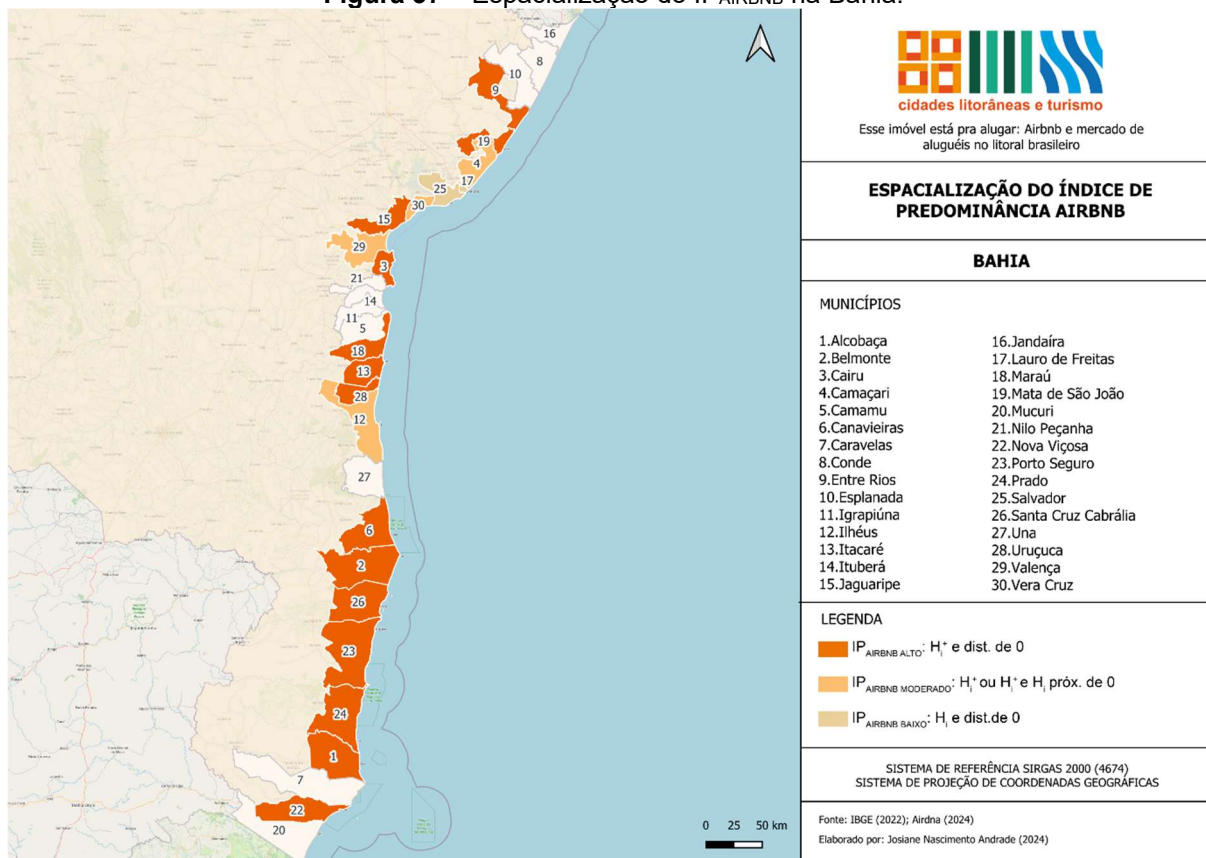 Figura 37 – Espacialização do IP AIRBNB na Bahia.
16
8
10
9
19
4
17
25
30
15
29
3
21
14
11
5
18
13
28
12
27
6
2
26
23
24
1
7
22
20
0 25 50 km
cidades litorâneas e turismo
Esse imóvel está pra alugar: Airbnb e mercado de
aluguéis no litoral brasileiro
ESPACIALIZAÇÃO DO ÍNDICE DE
PREDOMINÂNCIA AIRBNB
BAHIA
MUNICÍPIOS
1.Alcobaça
2.Belmonte
3.Cairu
4.Camaçari
5.Camamu
6.Canavieiras
7.Caravelas
8.Conde
9.Entre Rios
10.Esplanada
11.Igrapiúna
12.Ilhéus
13.Itacaré
14.Ituberá
15.Jaguaripe
16.Jandaíra
17.Lauro de Freitas
18.Maraú
19.Mata de São João
20.Mucuri
21.Nilo Peçanha
22.Nova Viçosa
23.Porto Seguro
24.Prado
25.Salvador
26.Santa Cruz Cabrália
27.Una
28.Uruçuca
29.Valença
30.Vera Cruz
LEGENDA
IP AIRBNB ALTO: Hi+ e dist. de 0
IP AIRBNB MODERADO: Hi+ ou Hi+ e Hi próx. de 0
IP AIRBNB BAIXO: Hi e dist.de 0
SISTEMA DE REFERÊNCIA SIRGAS 2000 (4674)
SISTEMA DE PROJEÇÃO DE COORDENADAS GEOGRÁFICAS
Fonte: IBGE (2022); Airdna (2024)
Elaborado por: Josiane Nascimento Andrade (2024)